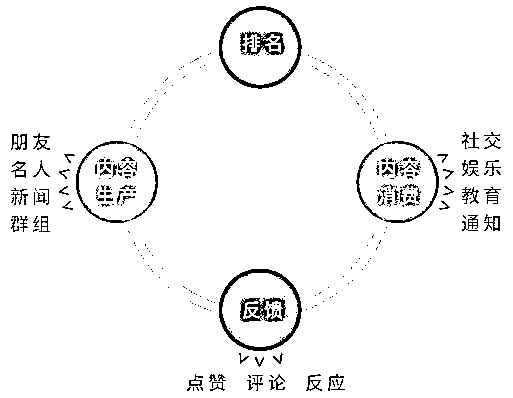 排名
朋友
名人
新闻
群组
内容
生产
内容
消费
社交
娱乐
教育
通知
反馈
点赞 评论 反应